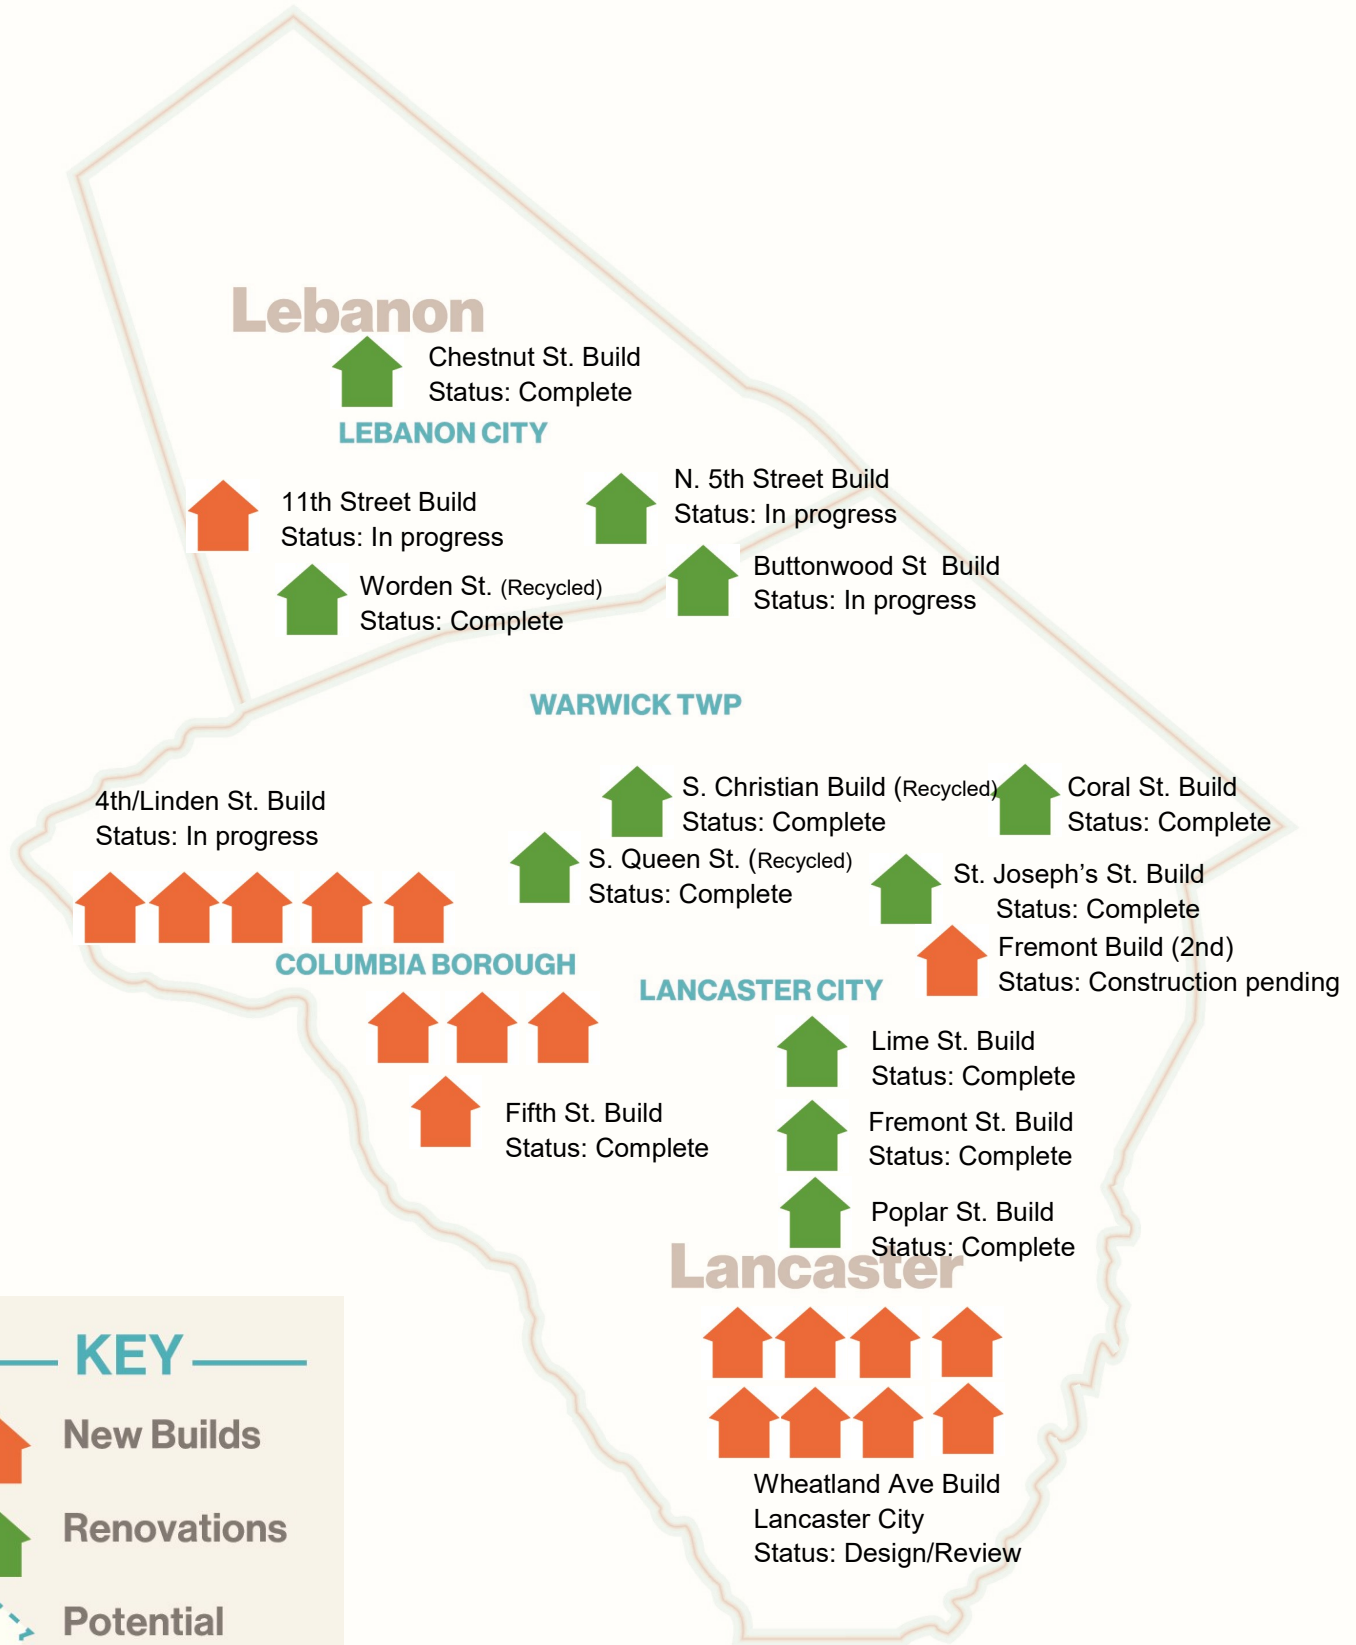 Lebanon
Chestnut St. Build
Status: Complete
LEBANON CITY
N. 5th Street Build
Status: In progress
11th Street Build
Status: In progress
Buttonwood St  Build
Status: In progress
Worden St. (Recycled)
Status: Complete
WARWICK TWP
4th/Linden St. Build
Status: In progress
S. Christian Build (Recycled)
Status: Complete
Coral St. Build
Status: Complete
S. Queen St. (Recycled)
Status: Complete
St. Joseph’s St. Build
Status: Complete
Fremont Build (2nd)
Status: Construction pending
COLUMBIA BOROUGH
LANCASTER CITY
Lime St. Build
Status: Complete
Fifth St. Build
Status: Complete
Fremont St. Build
Status: Complete
Poplar St. Build
Status: Complete
Lancaster
Wheatland Ave Build
Lancaster City
Status: Design/Review
KEY
New Builds
Renovations
Potential